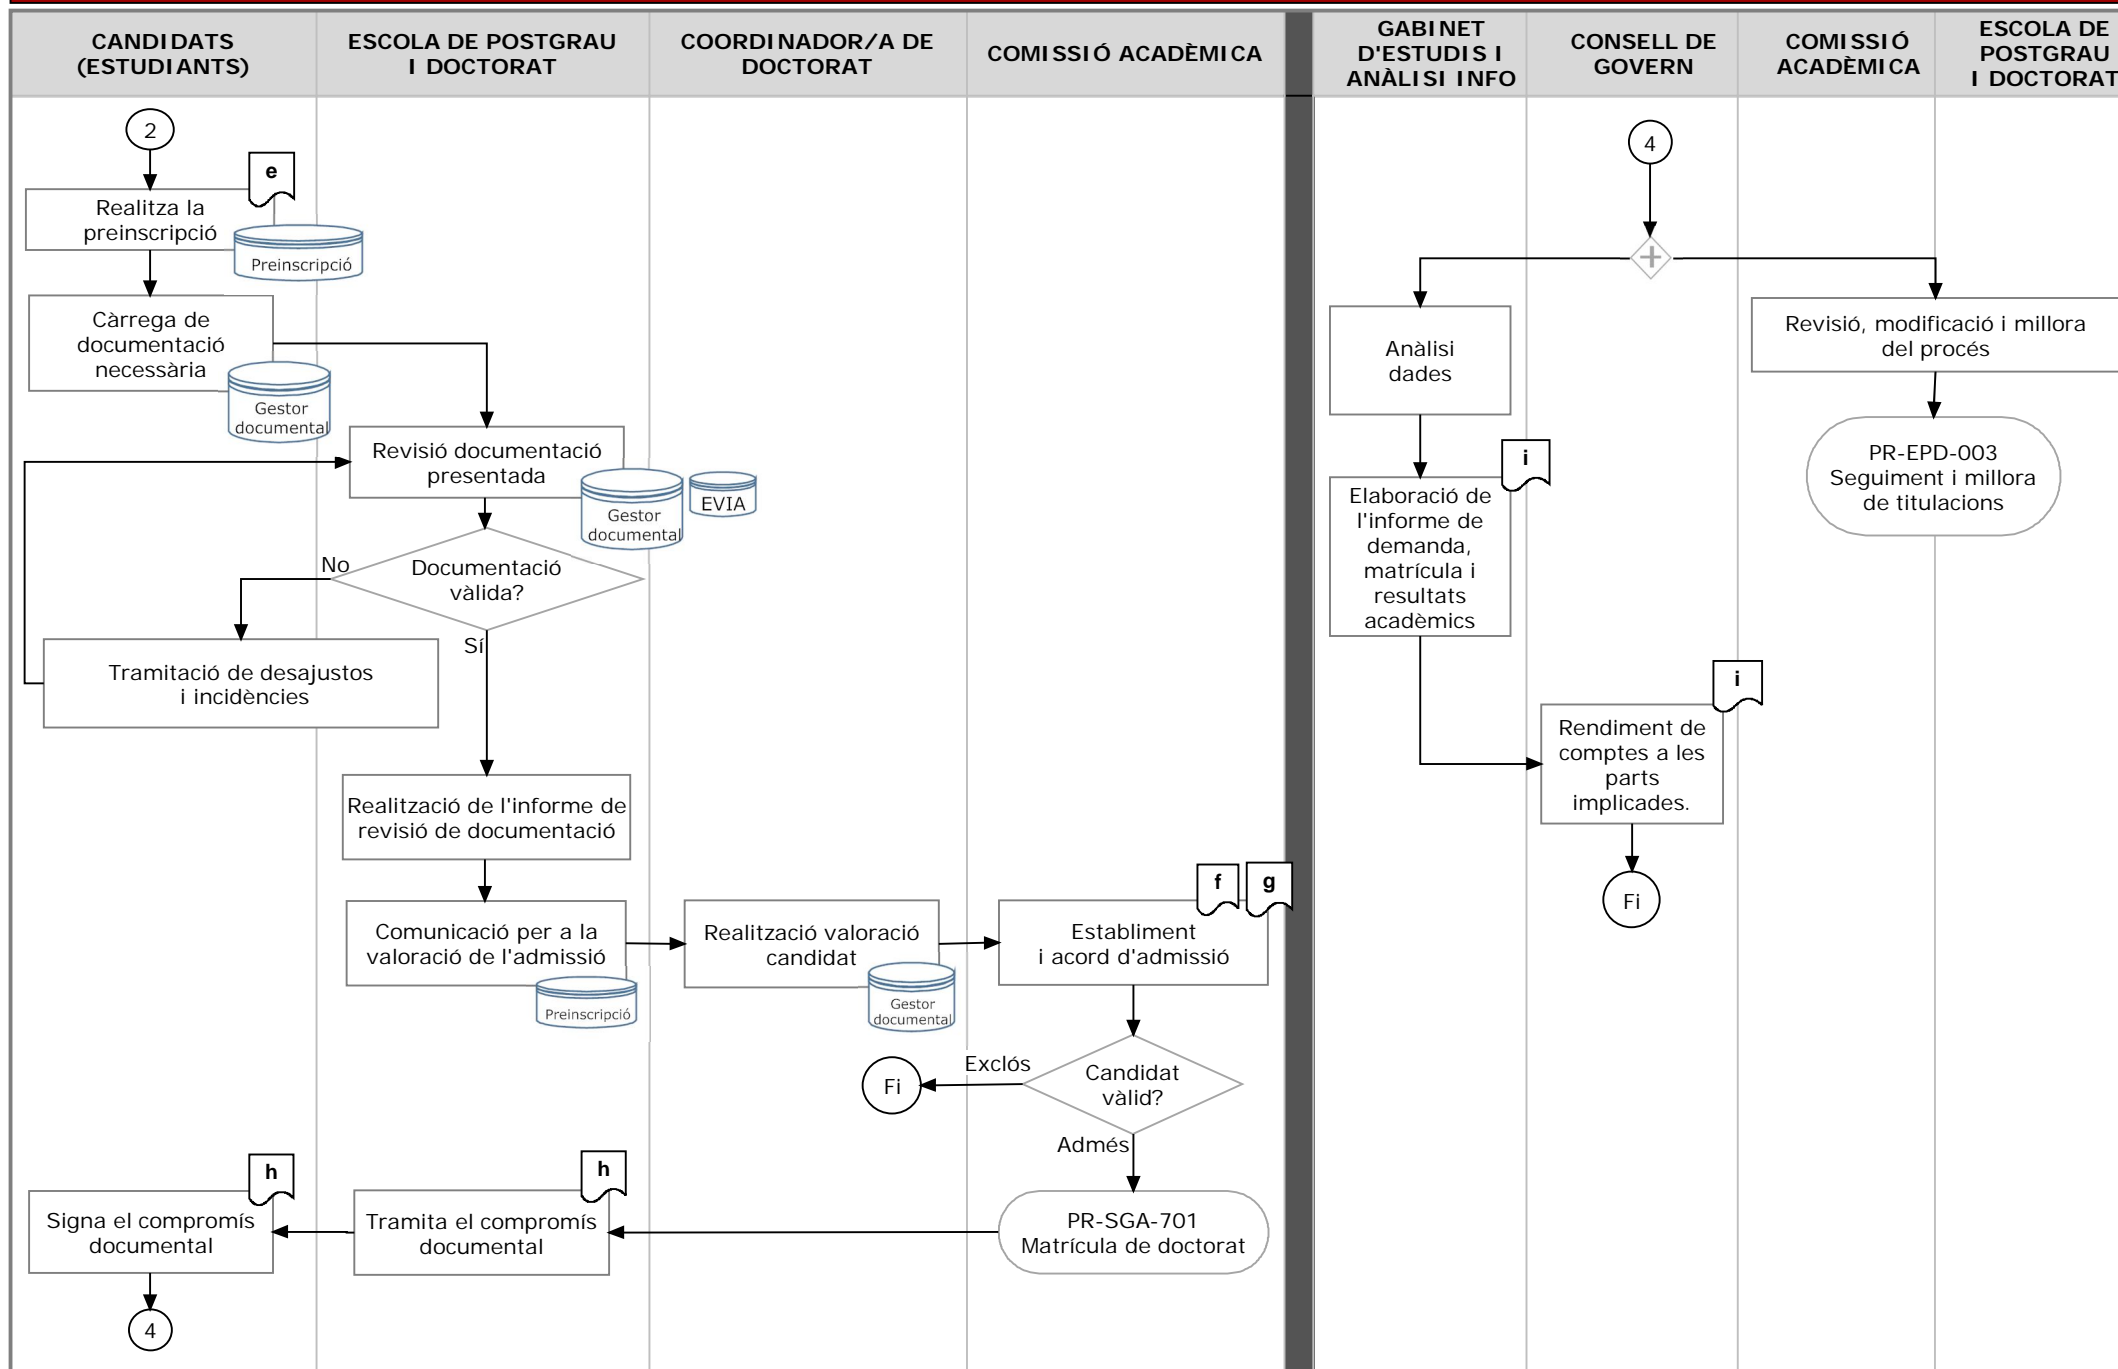 CANDIDATS
(ESTUDIANTS)
ESCOLA DE POSTGRAU
I DOCTORAT
COORDINADOR/A DE
DOCTORAT
COMISSIÓ ACADÈMICA
GABINET
D'ESTUDIS I
ANÀLISI INFO
CONSELL DE
GOVERN
COMISSIÓ
ACADÈMICA
ESCOLA DE
POSTGRAU
I DOCTORAT
2
e
Realitza la
preinscripció
Preinscripció
Càrrega de
documentació
necessària
Gestor
documental
Revisió documentació
presentada
Gestor
documental
EVIA
Documentació
vàlida?
No
Sí
Tramitació de desajustos
i incidències
Realització de l'informe de
revisió de documentació
Comunicació per a la
valoració de l'admissió
Preinscripció
Realització valoració
candidat
Gestor
documental
f
g
Establiment
i acord d'admissió
Candidat
vàlid?
Exclós
Fi
Admés
PR-SGA-701
Matrícula de doctorat
h
Tramita el compromís
documental
h
Signa el compromís
documental
4
4
Anàlisi
dades
i
Elaboració de
l'informe de
demanda,
matrícula i
resultats
acadèmics
i
Rendiment de
comptes a les
parts
implicades.
Fi
Revisió, modificació i millora
del procés
PR-EPD-003
Seguiment i millora
de titulacions